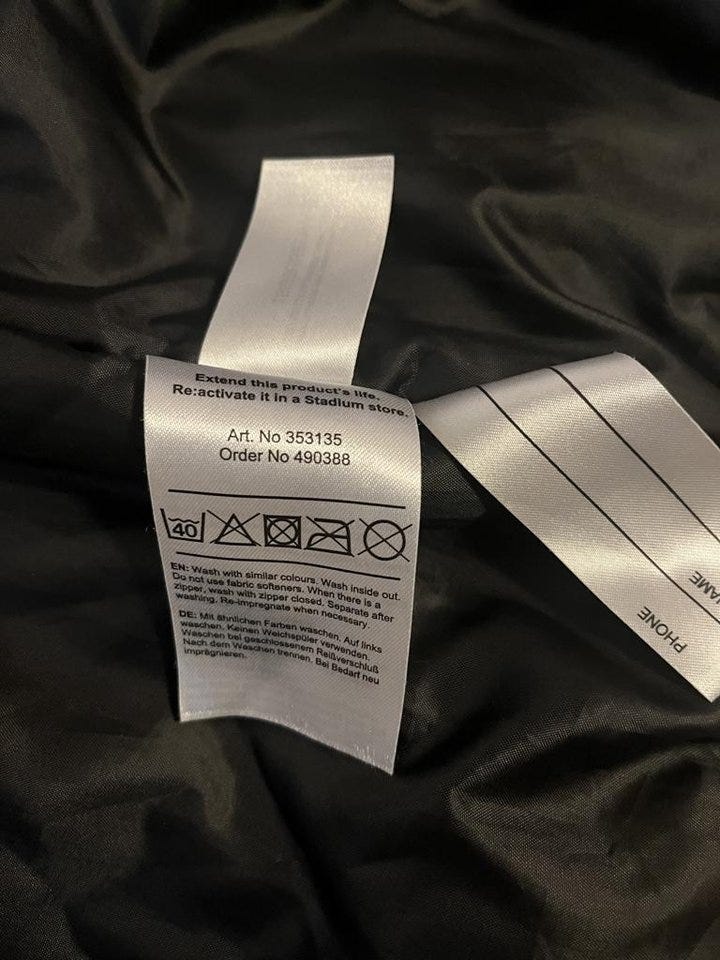 Extend this product's life.
Re:activate it in a Stadium store.
Art. No 353135
Order No 490388
40
EN: Wash with similar colours. Wash inside out.
Do not use fabric softeners. When there is a
zipper, wash with zipper closed. Separate after
washing. Re-impregnate when necessary.
DE: Mit ähnlichen Farben waschen. Auf links
waschen. Keinen Weichspüler verwenden.
Waschen bei geschlossenem Reißverschluß
Nach dem Waschen trennen. Bei Bedarf neu
imprägnieren.
AME
PHONE